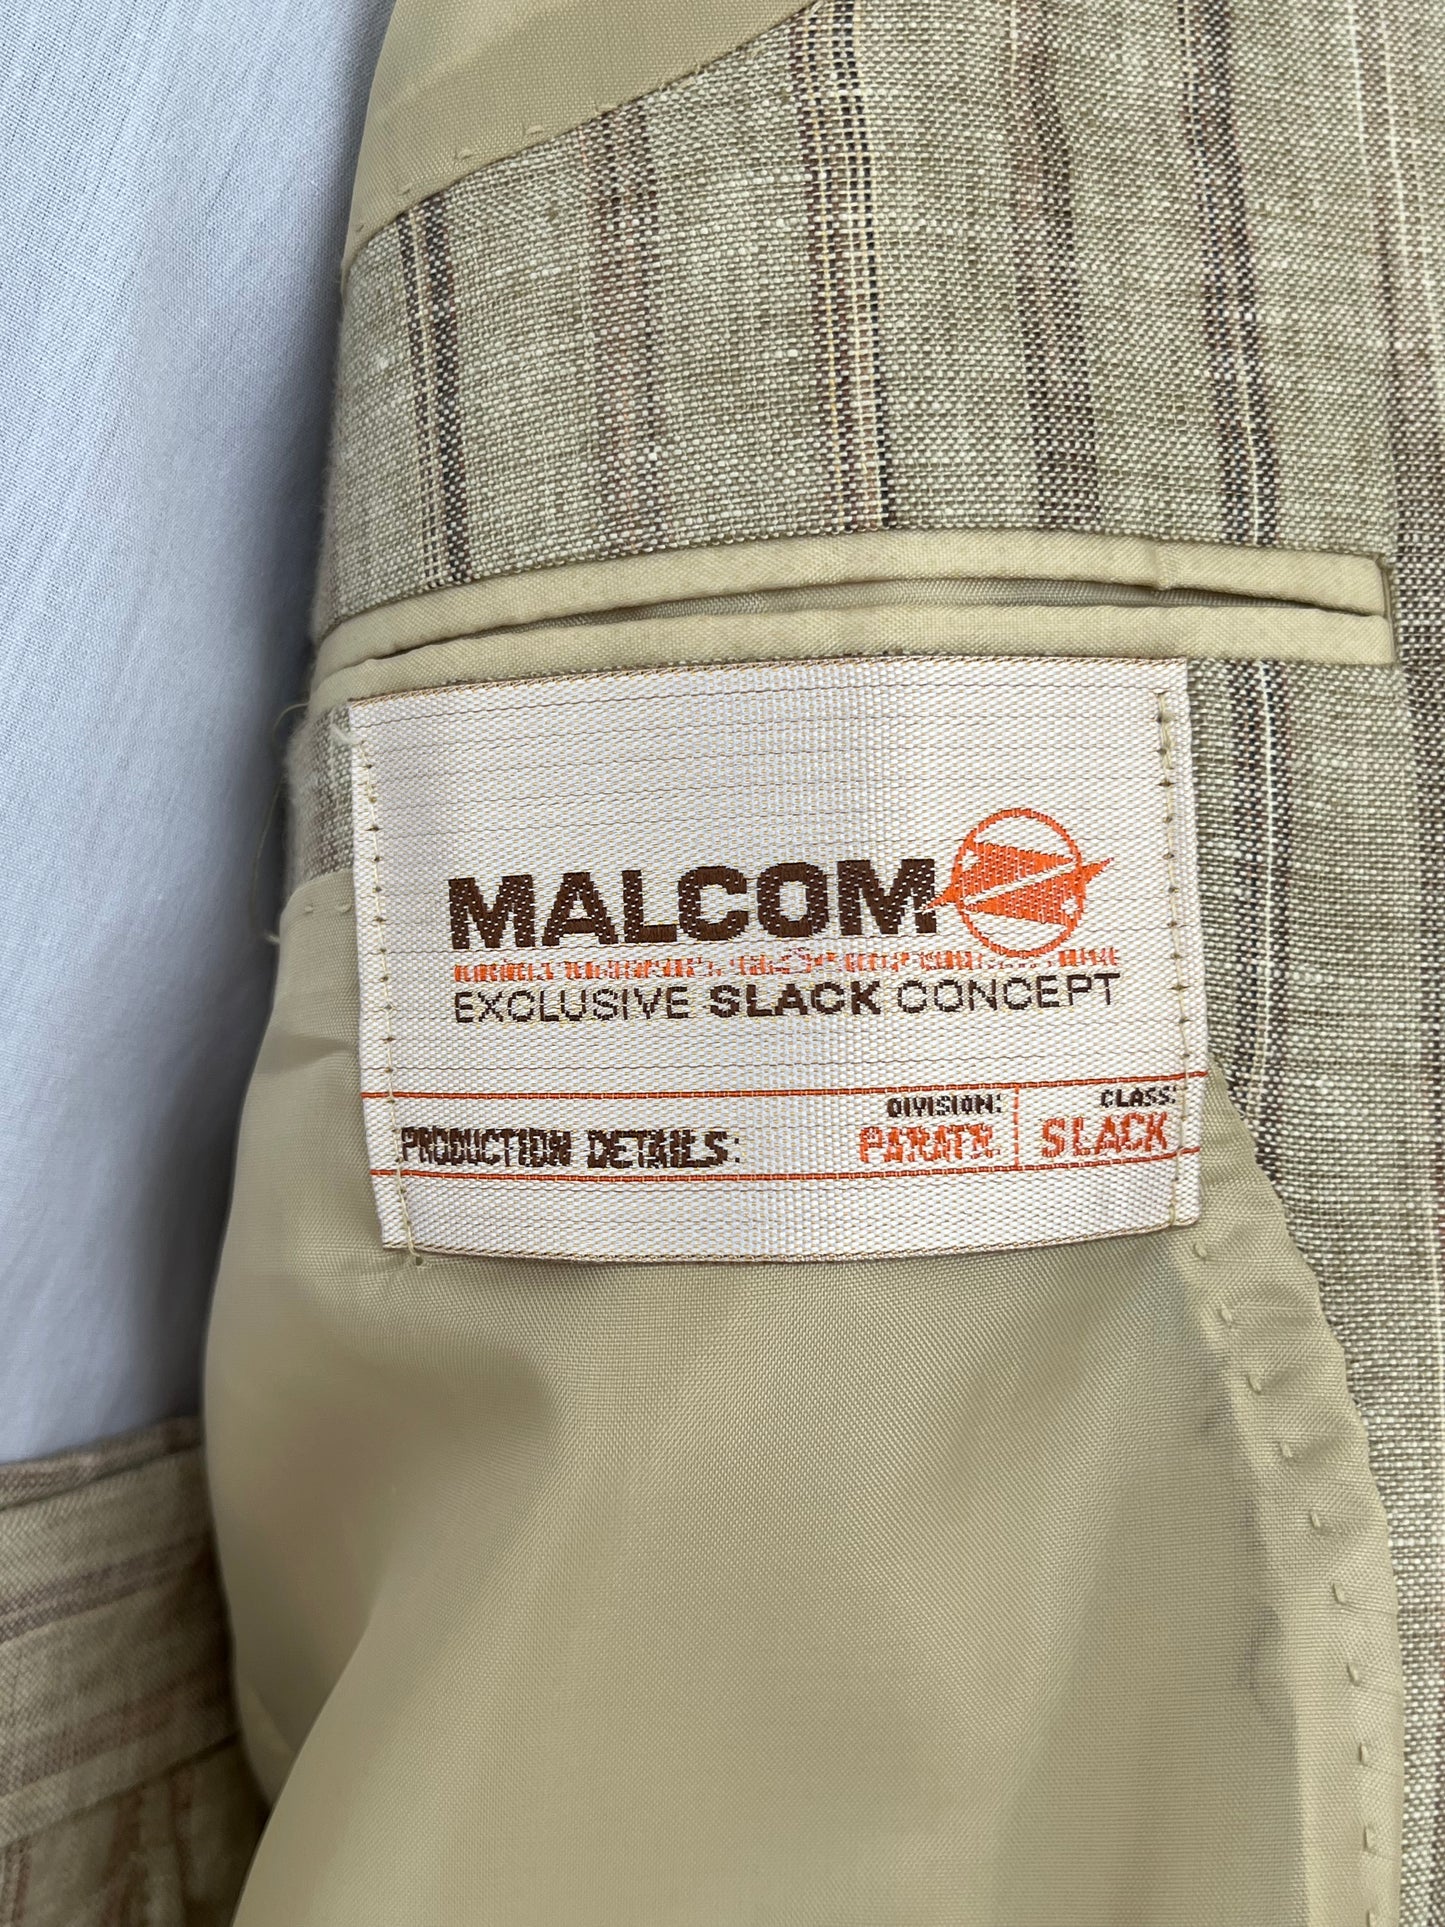 MALCOM
EXCLUSIVE SLACK CONCEPT
PRODUCTION DETAILS:
DIVISION:
CLASS:
SLACK